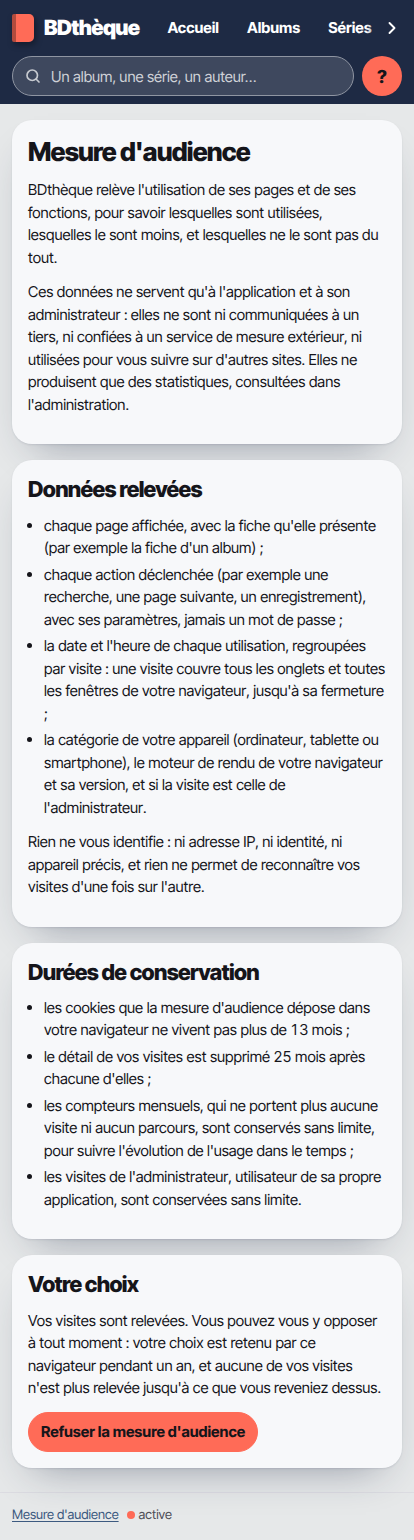 BDthèque Accueil Albums Séries
Un album, une série, un auteur… ?
Mesure d'audience
BDthèque relève l'utilisation de ses pages et de ses
fonctions, pour savoir lesquelles sont utilisées,
lesquelles le sont moins, et lesquelles ne le sont pas du
tout.
Ces données ne servent qu'à l'application et à son
administrateur : elles ne sont ni communiquées à un
tiers, ni confiées à un service de mesure extérieur, ni
utilisées pour vous suivre sur d'autres sites. Elles ne
produisent que des statistiques, consultées dans
l'administration.
Données relevées
• chaque page affichée, avec la fiche qu'elle présente
(par exemple la fiche d'un album) ;
• chaque action déclenchée (par exemple une
recherche, une page suivante, un enregistrement),
avec ses paramètres, jamais un mot de passe ;
• la date et l'heure de chaque utilisation, regroupées
par visite : une visite couvre tous les onglets et toutes
les fenêtres de votre navigateur, jusqu'à sa fermeture
;
• la catégorie de votre appareil (ordinateur, tablette ou
smartphone), le moteur de rendu de votre navigateur
et sa version, et si la visite est celle de
l'administrateur.
Rien ne vous identifie : ni adresse IP, ni identité, ni
appareil précis, et rien ne permet de reconnaître vos
visites d'une fois sur l'autre.
Durées de conservation
• les cookies que la mesure d'audience dépose dans
votre navigateur ne vivent pas plus de 13 mois ;
• le détail de vos visites est supprimé 25 mois après
chacune d'elles ;
• les compteurs mensuels, qui ne portent plus aucune
visite ni aucun parcours, sont conservés sans limite,
pour suivre l'évolution de l'usage dans le temps ;
• les visites de l'administrateur, utilisateur de sa propre
application, sont conservées sans limite.
Votre choix
Vos visites sont relevées. Vous pouvez vous y opposer
à tout moment : votre choix est retenu par ce
navigateur pendant un an, et aucune de vos visites
n'est plus relevée jusqu'à ce que vous reveniez dessus.
Refuser la mesure d'audience
Mesure d'audience active